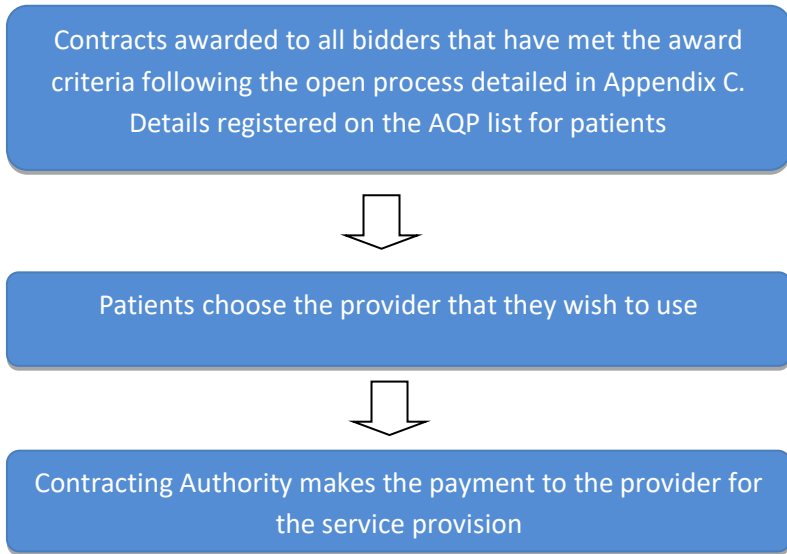 Contracts awarded to all bidders that have met the award
criteria following the open process detailed in Appendix C.
Details registered on the AQP list for patients
Patients choose the provider that they wish to use
Contracting Authority makes the payment to the provider for
the service provision